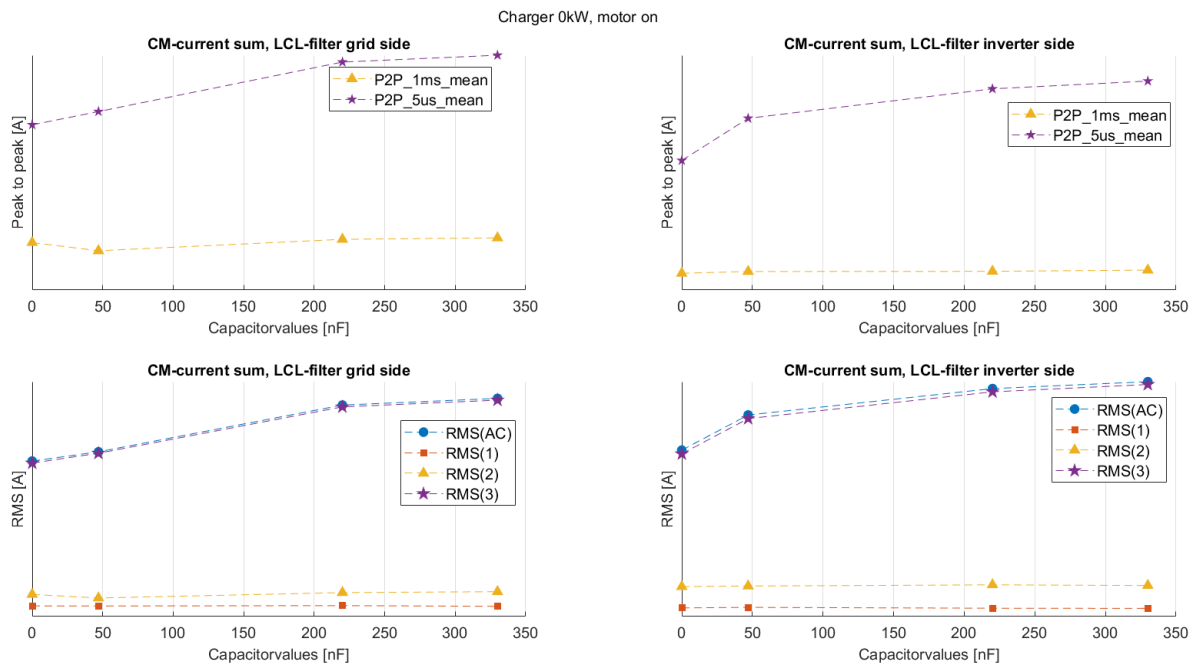 Charger 0kW, motor on
CM-current sum, LCL-filter grid side
Peak to peak [A]
P2P_1ms_mean
P2P_5us_mean
0 50 100 150 200 250 300 350
Capacitorvalues [nF]
CM-current sum, LCL-filter inverter side
Peak to peak [A]
P2P_1ms_mean
P2P_5us_mean
0 50 100 150 200 250 300 350
Capacitorvalues [nF]
CM-current sum, LCL-filter grid side
RMS [A]
RMS(AC)
RMS(1)
RMS(2)
RMS(3)
0 50 100 150 200 250 300 350
Capacitorvalues [nF]
CM-current sum, LCL-filter inverter side
RMS [A]
RMS(AC)
RMS(1)
RMS(2)
RMS(3)
0 50 100 150 200 250 300 350
Capacitorvalues [nF]